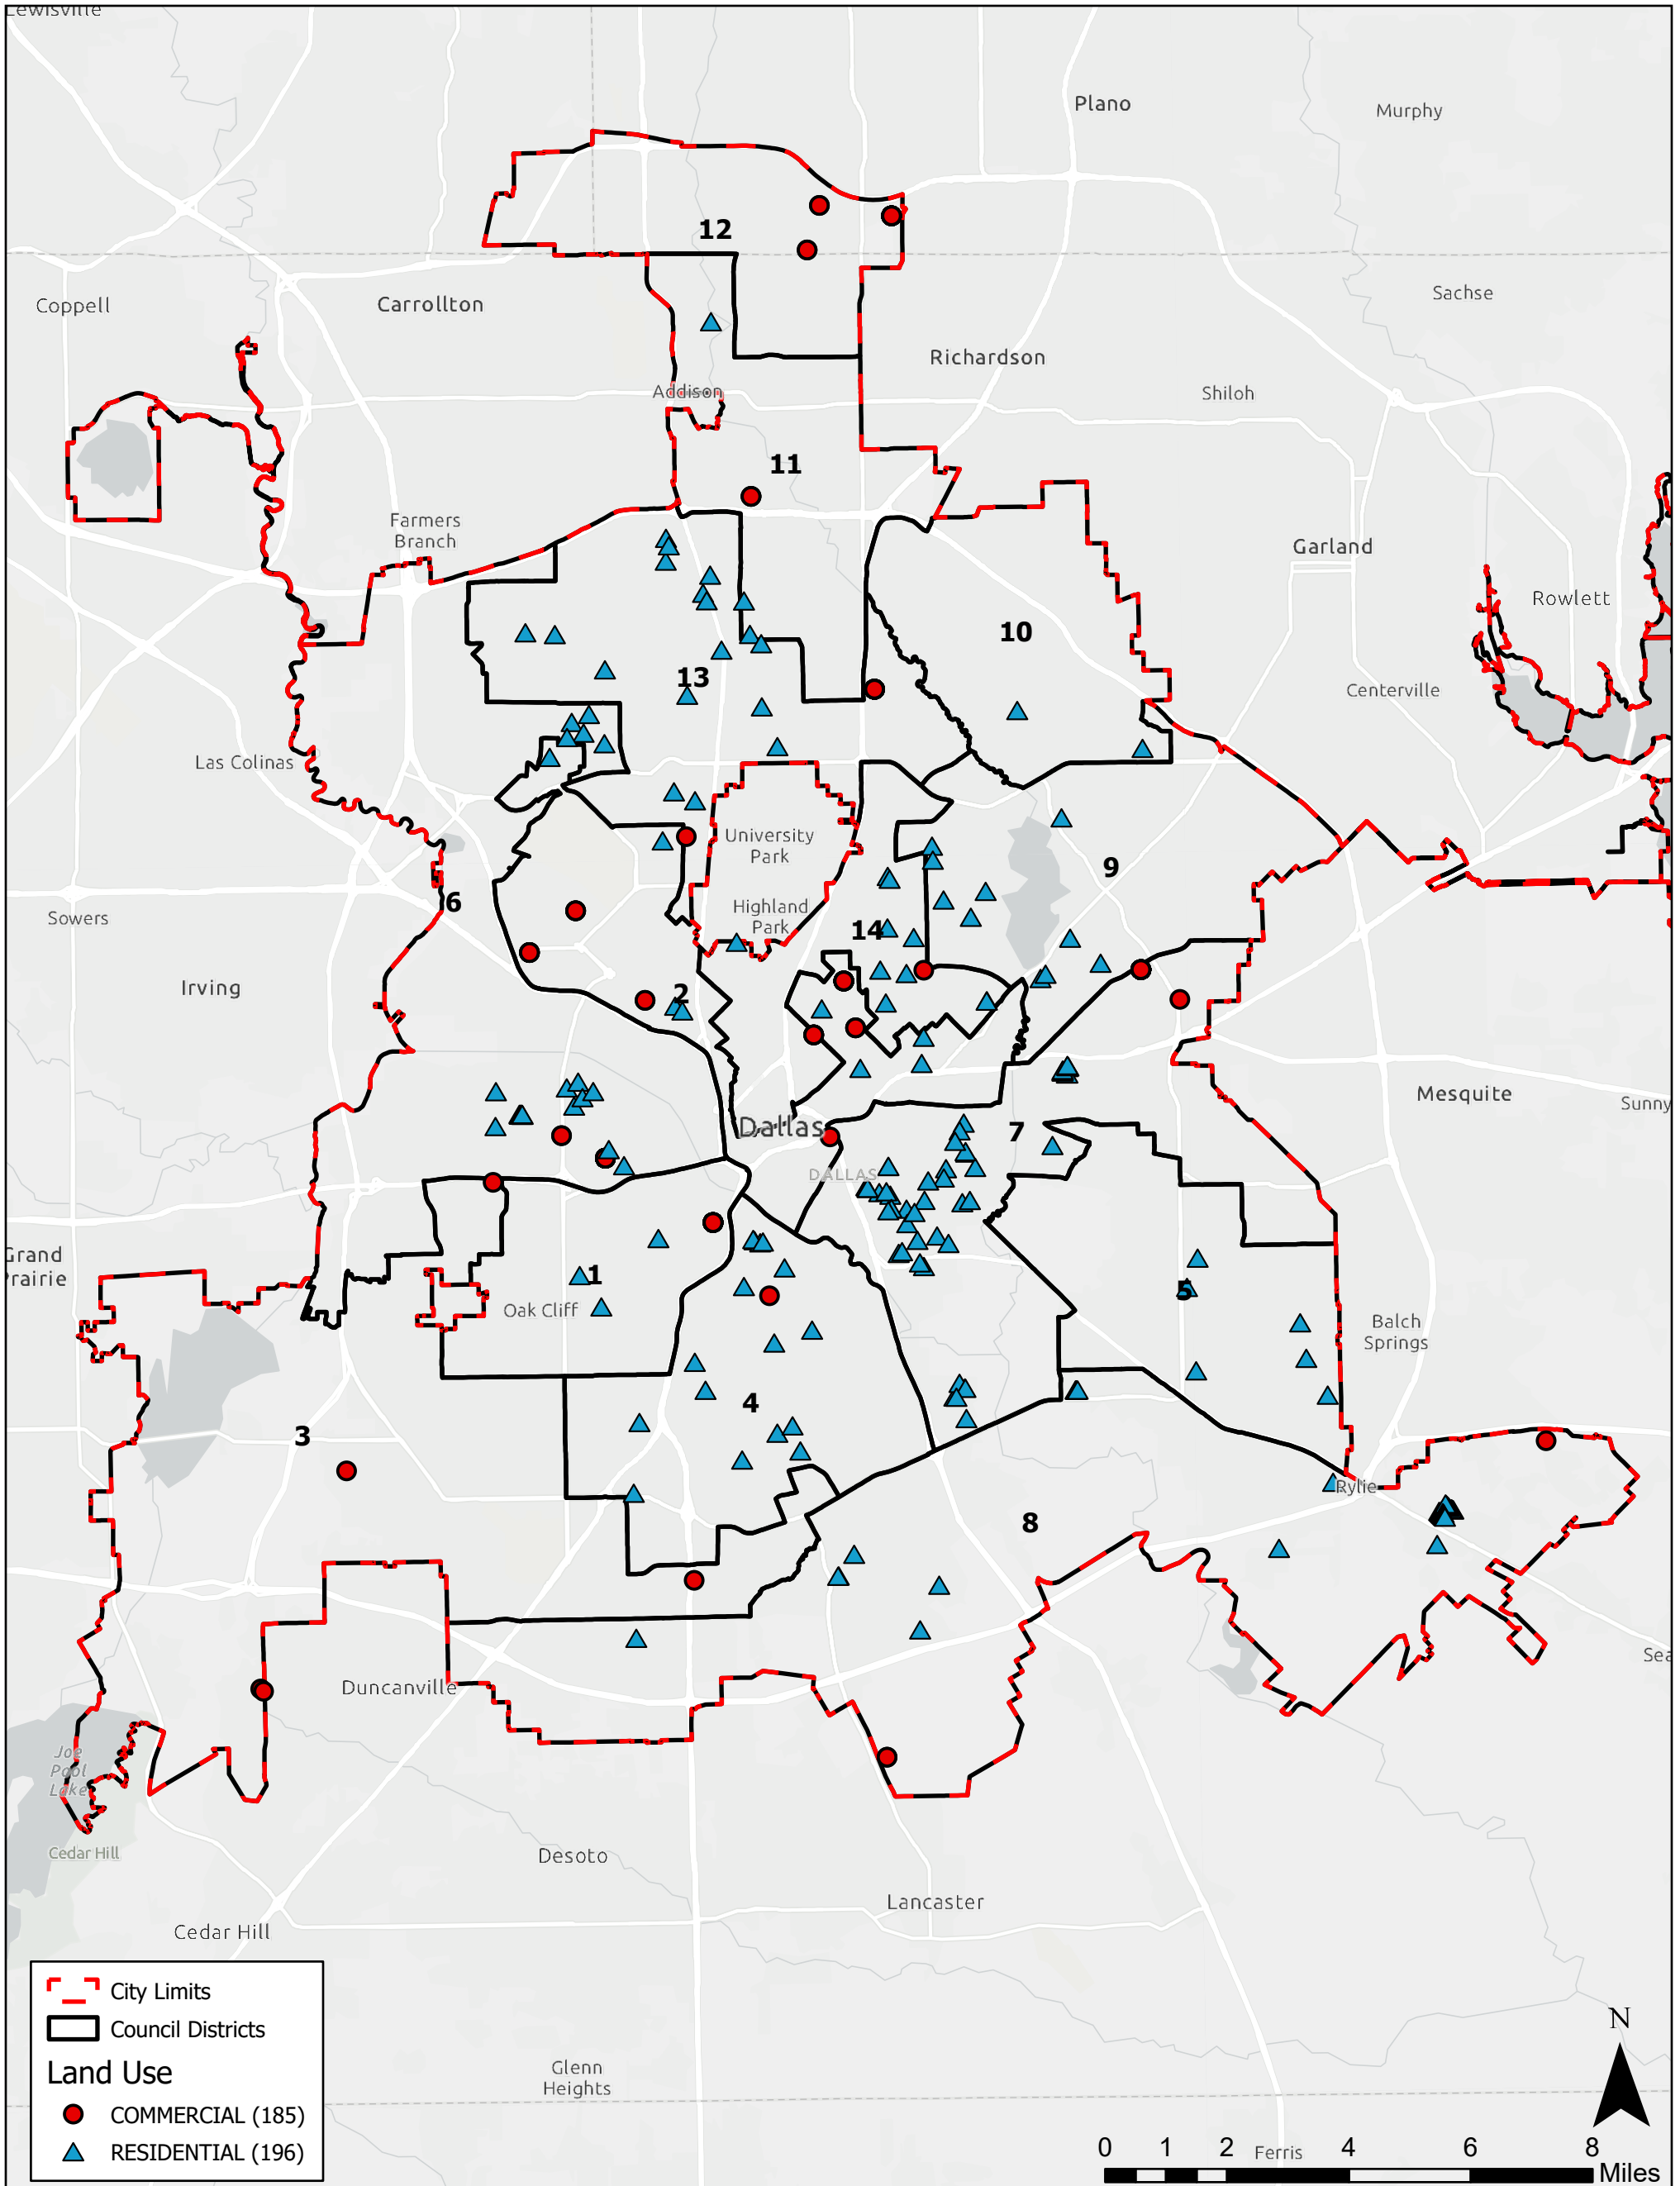 Lewisville
Plano
Murphy
12
Coppell
Carrollton
Sachse
Richardson
Addison
Shiloh
11
Farmers
Branch
Garland
Rowlett
10
13
Centerville
Las Colinas
University
Park
9
6
Highland
Park
14
Sowers
Irving
2
Mesquite
Sunny
Dallas
7
DALLAS
Grand
Prairie
1
Oak Cliff
5
Balch
Springs
4
3
Rylie
8
Duncanville
Sea
Joe
Pool
Lake
Cedar Hill
Desoto
Lancaster
Cedar Hill
City Limits
Council Districts
Land Use
COMMERCIAL (185)
RESIDENTIAL (196)
Glenn
Heights
N
0 1 2 4 6 8
Ferris
Miles